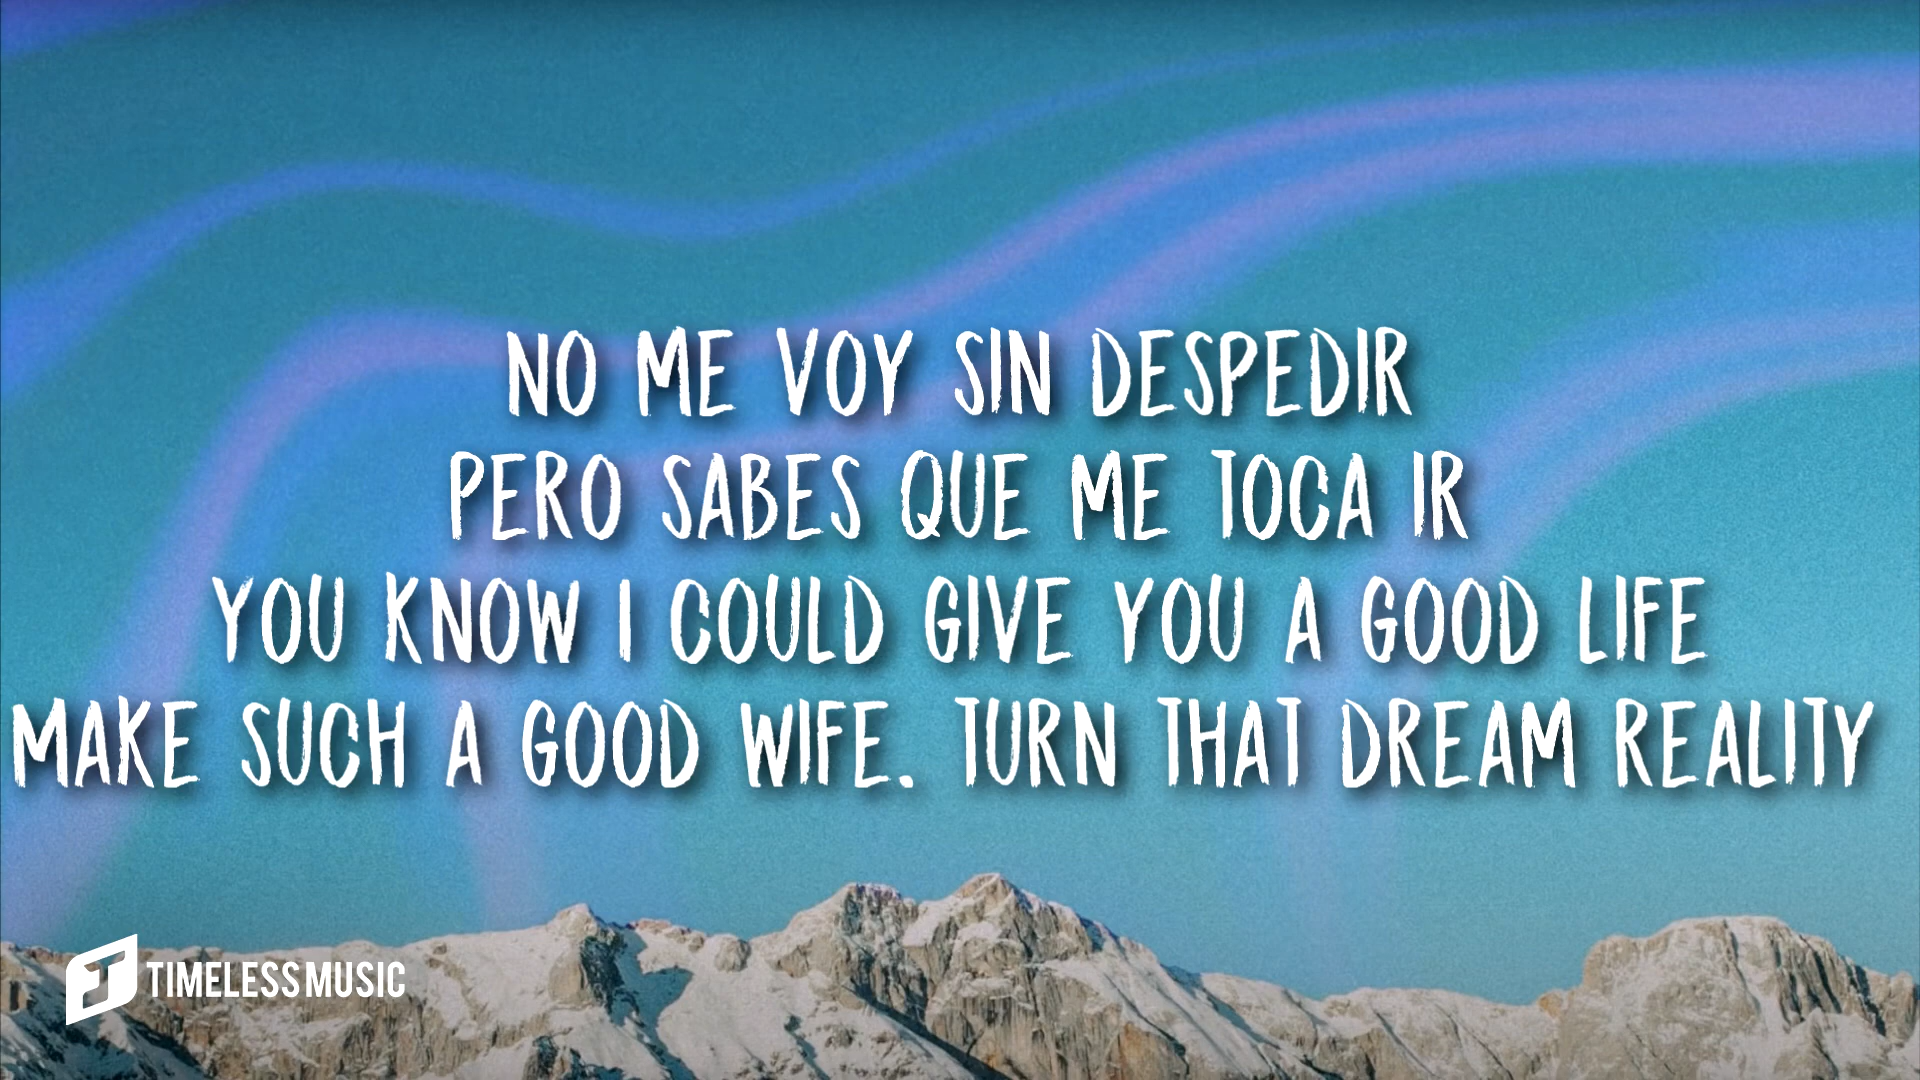 NO ME VOY SIN DESPEDIR
PERO SABES QUE ME TOCA IR
YOU KNOW I COULD GIVE YOU A GOOD LIFE
MAKE SUCH A GOOD WIFE. TURN THAT DREAM REALITY
TIMELESS MUSIC